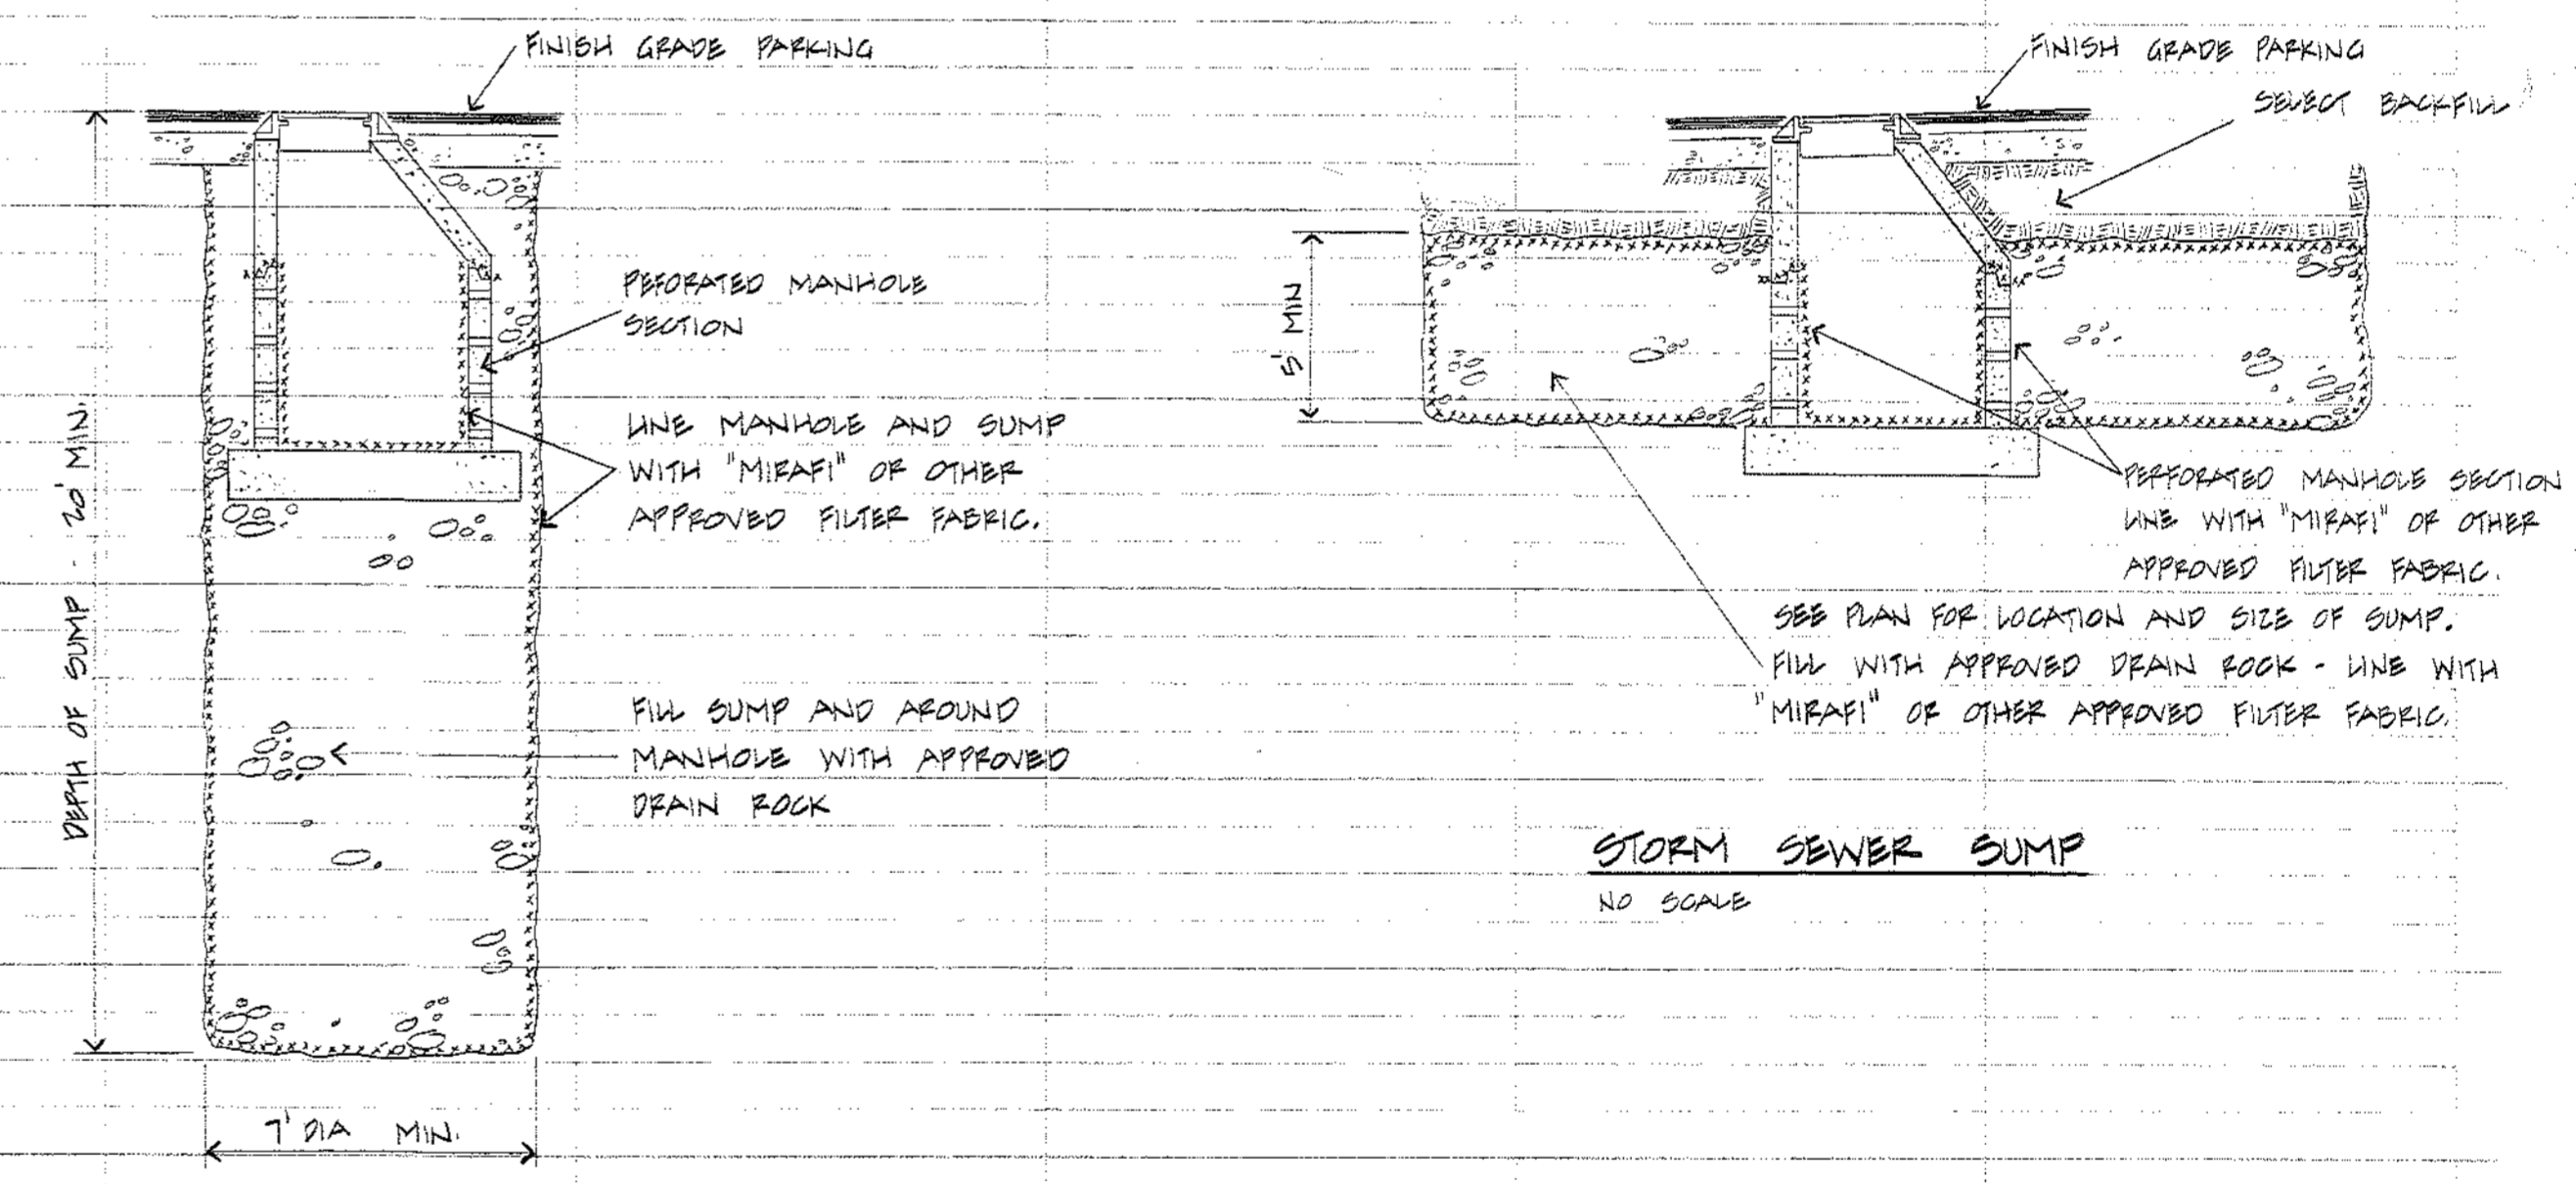 FINISH GRADE PARKING
DEPTH OF SUMP - 20' MIN.
PEFORATED MANHOLE
SECTION
LINE MANHOLE AND SUMP
WITH "MIRAFI" OR OTHER
APPROVED FILTER FABRIC.
FILL SUMP AND AROUND
MANHOLE WITH APPROVED
DRAIN ROCK
7' DIA MIN.
FINISH GRADE PARKING
SELECT BACKFILL
5' MIN
PERFORATED MANHOLE SECTION
LINE WITH "MIRAFI" OR OTHER
APPROVED FILTER FABRIC.
SEE PLAN FOR LOCATION AND SIZE OF SUMP.
FILL WITH APPROVED DRAIN ROCK - LINE WITH
"MIRAFI" OR OTHER APPROVED FILTER FABRIC.
STORM SEWER SUMP
NO SCALE